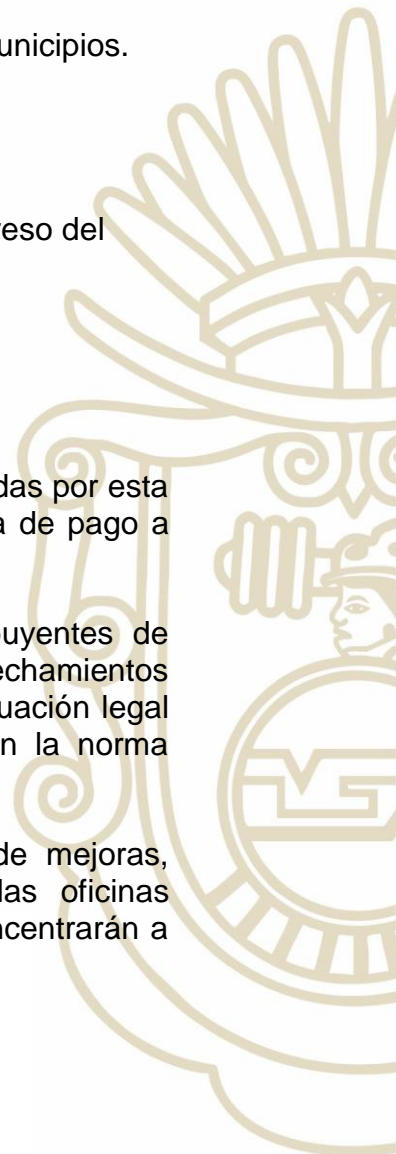 unicipios.
reso del
das por esta
a de pago a
buyentes de
echamientos
uación legal
n la norma
de mejoras,
las oficinas
ncentrarán a